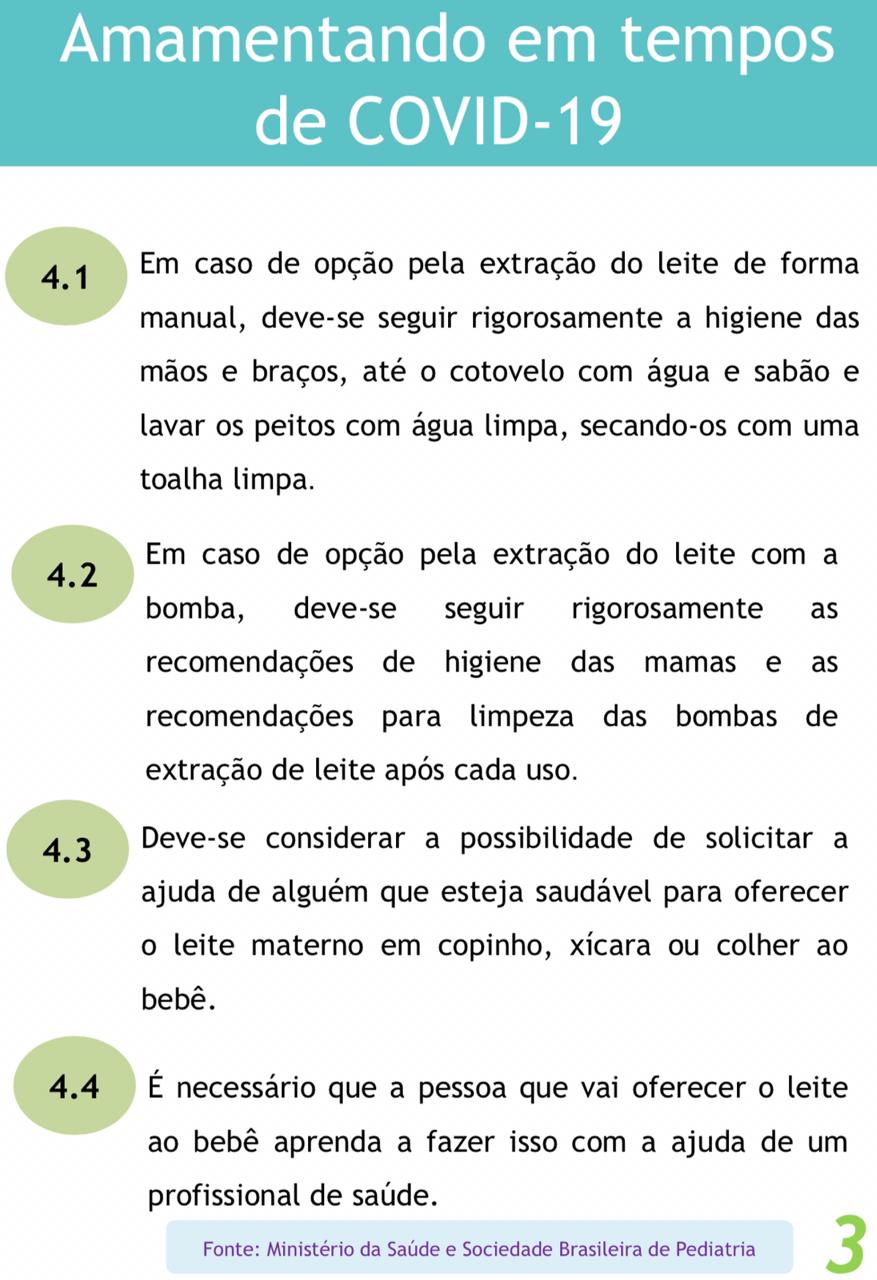 Amamentando em tempos
de COVID-19
4.1
Em caso de opção pela extração do leite de forma
manual, deve-se seguir rigorosamente a higiene das
mãos e braços, até o cotovelo com água e sabão e
lavar os peitos com água limpa, secando-os com uma
toalha limpa.
4.2
Em caso de opção pela extração do leite com a
bomba, deve-se seguir rigorosamente as
recomendações de higiene das mamas e as
recomendações para limpeza das bombas de
extração de leite após cada uso.
4.3
Deve-se considerar a possibilidade de solicitar a
ajuda de alguém que esteja saudável para oferecer
o leite materno em copinho, xícara ou colher ao
bebê.
4.4
É necessário que a pessoa que vai oferecer o leite
ao bebê aprenda a fazer isso com a ajuda de um
profissional de saúde.
Fonte: Ministério da Saúde e Sociedade Brasileira de Pediatria
3